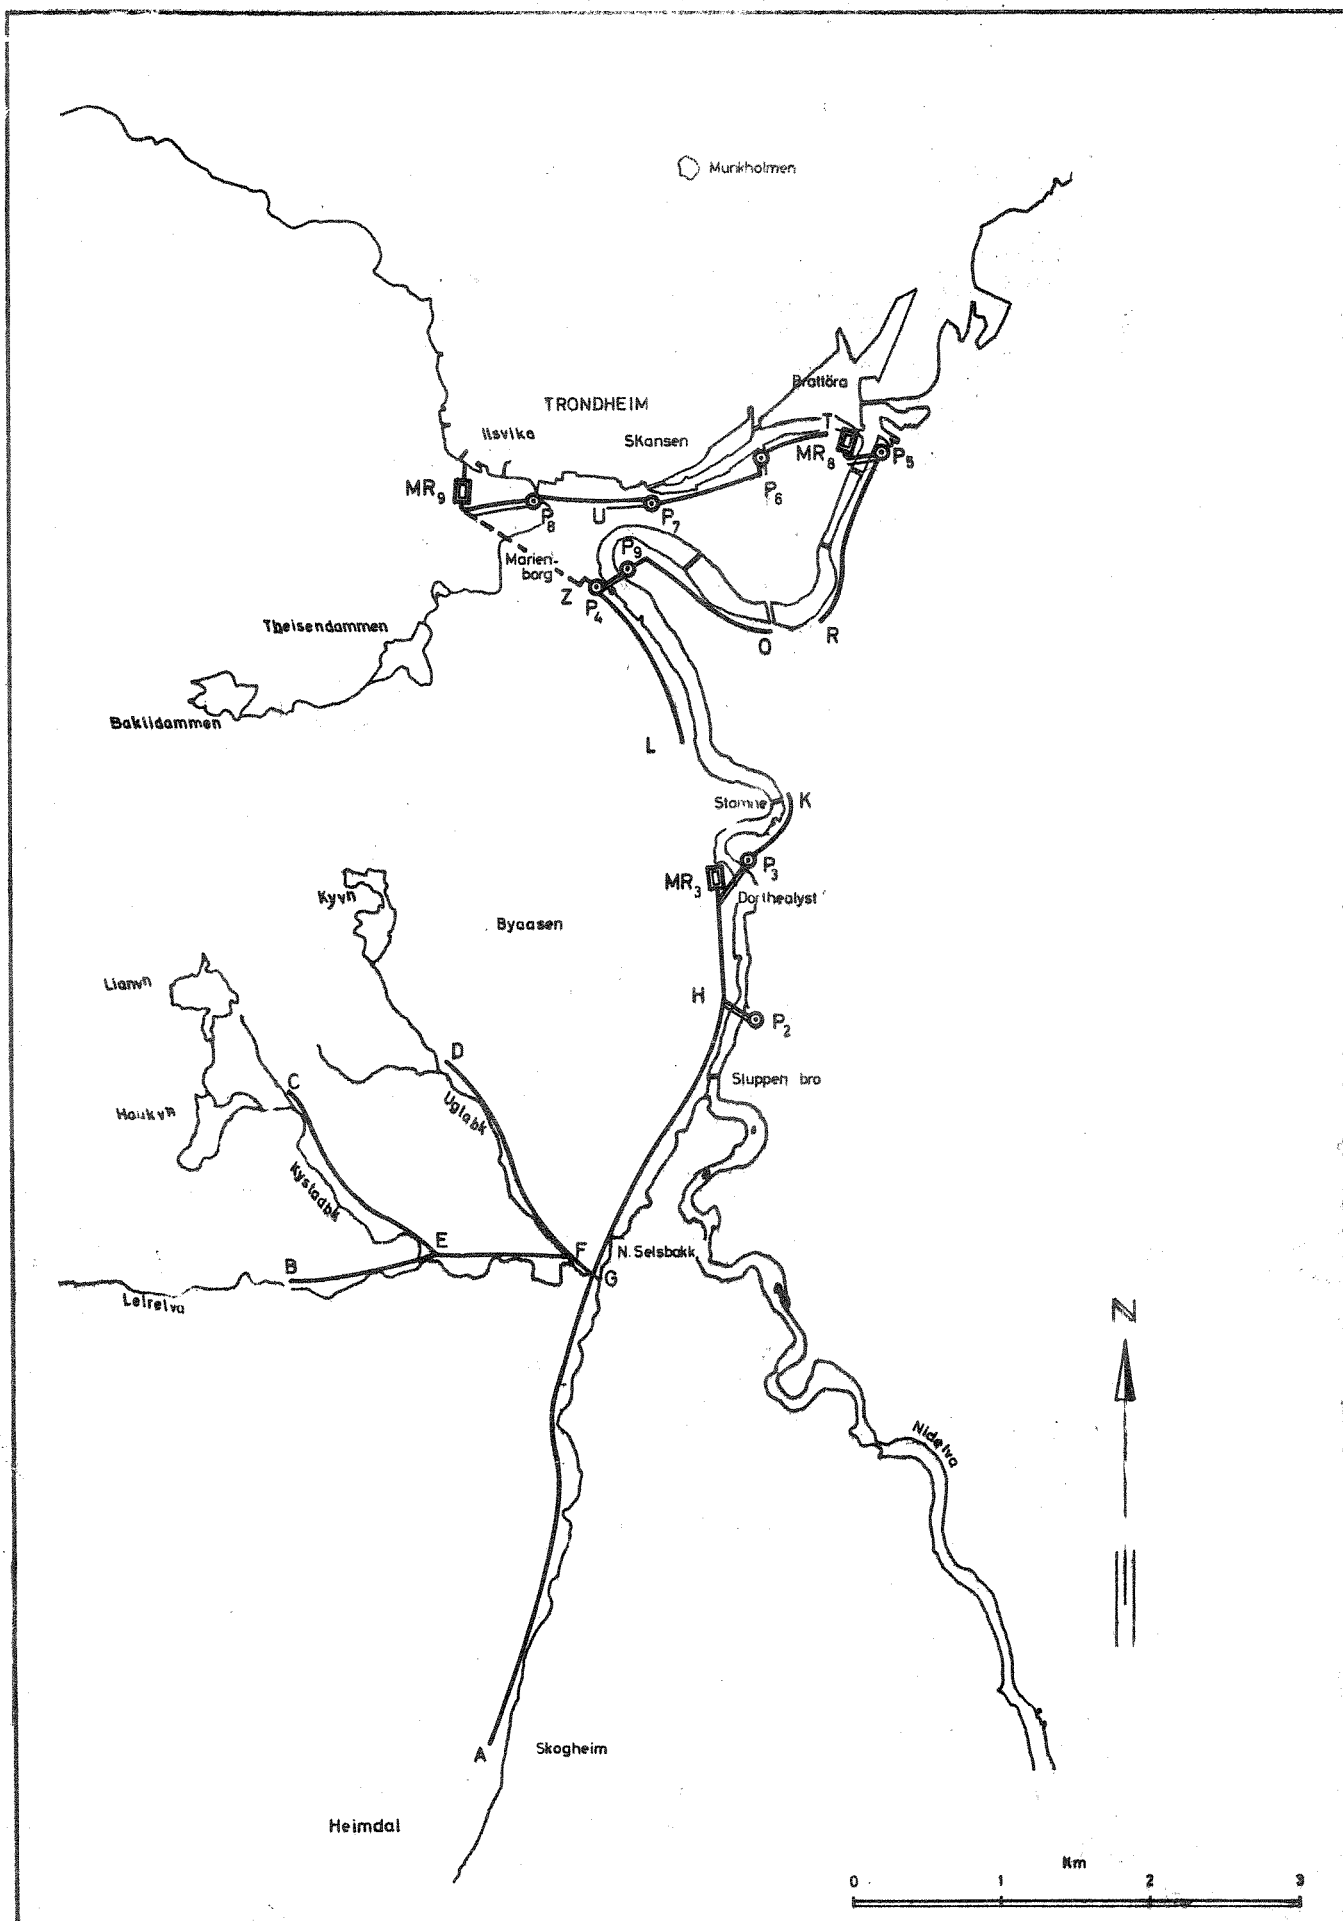 Munkholmen
Brattöra
TRONDHEIM
Ilsvika
Skansen
T
MR8
P5
MR9
P6
P8
U
P7
Marien-
borg
P9
Z
P4
Theisendammen
O
R
Baklidammen
L
Stamne
K
MR3
P3
Dorthealyst
Kyvn
Byaasen
Lianvn
H
P2
D
Sluppen bro
C
Uglabk
Haukvn
Kystadbk
E
F
N. Selsbakk
B
G
Leirelva
N
Nidelva
A
Skogheim
Heimdal
Km
0 1 2 3